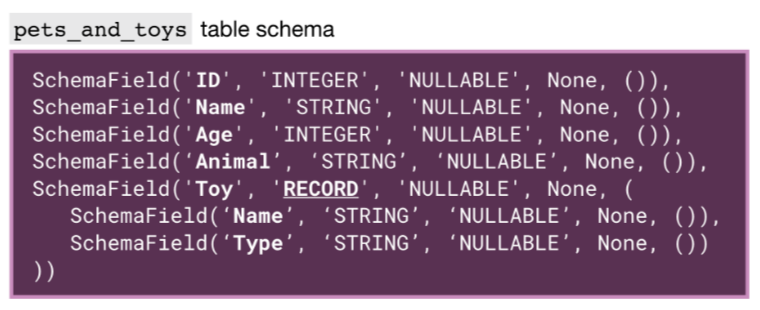 pets_and_toys table schema
SchemaField('ID', 'INTEGER', 'NULLABLE', None, ()),
SchemaField('Name', 'STRING', 'NULLABLE', None, ()),
SchemaField('Age', 'INTEGER', 'NULLABLE', None, ()),
SchemaField(‘Animal’, ‘STRING’, ‘NULLABLE’, None, ()),
SchemaField('Toy', 'RECORD', 'NULLABLE', None, (
SchemaField(‘Name’, ‘STRING’, ‘NULLABLE’, None, ()),
SchemaField(‘Type’, ‘STRING’, ‘NULLABLE’, None, ())
))